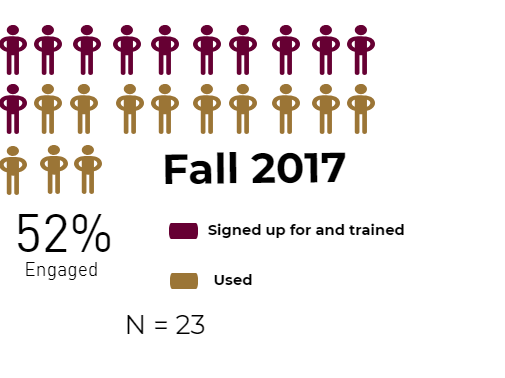 Fall 2017
52%
Engaged
Signed up for and trained
Used
N = 23